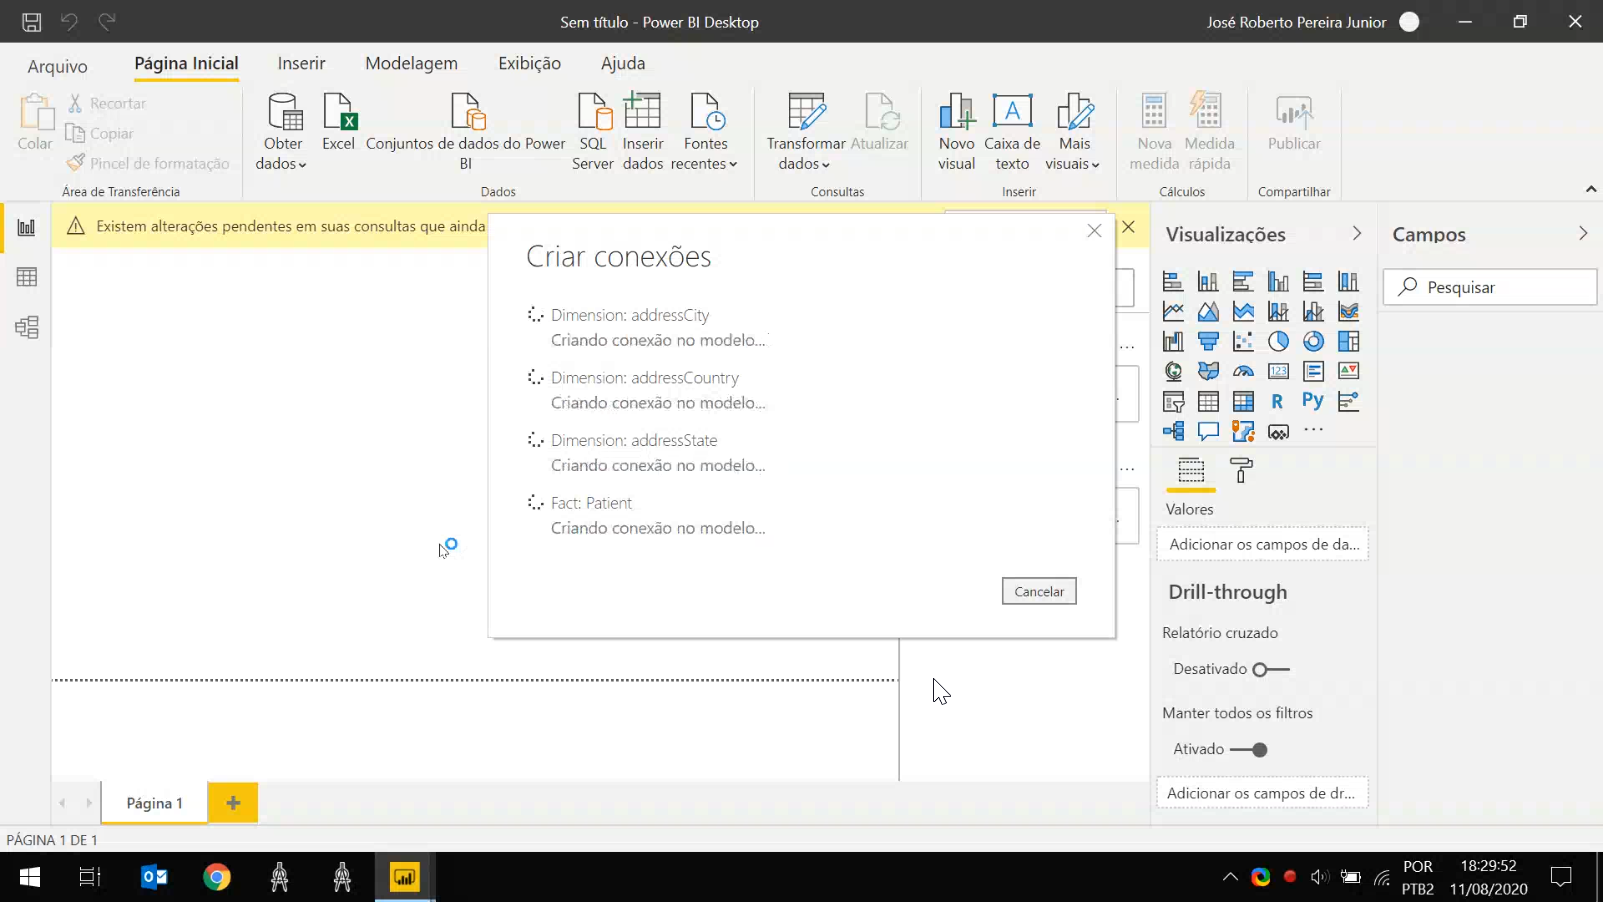 Sem título - Power BI Desktop
José Roberto Pereira Junior
Arquivo
Página Inicial
Inserir
Modelagem
Exibição
Ajuda
Colar
Recortar
Copiar
Pincel de formatação
Área de Transferência
Obter
dados
Excel
Conjuntos de dados do Power
BI
SQL
Server
Inserir
dados
Fontes
recentes
Dados
Transformar
dados
Atualizar
Consultas
Novo
visual
A
Caixa de
texto
Mais
visuais
Inserir
Nova
medida
Medida
rápida
Cálculos
Publicar
Compartilhar
Existem alterações pendentes em suas consultas que ainda
Criar conexões
Dimension: addressCity
Criando conexão no modelo...
Dimension: addressCountry
Criando conexão no modelo...
Dimension: addressState
Criando conexão no modelo...
Fact: Patient
Criando conexão no modelo...
Cancelar
Visualizações
123
R
Py
...
Valores
Adicionar os campos de da...
Drill-through
Relatório cruzado
Desativado
Manter todos os filtros
Ativado
Adicionar os campos de dr...
Campos
Pesquisar
Página 1
PÁGINA 1 DE 1
POR
PTB2
18:29:52
11/08/2020